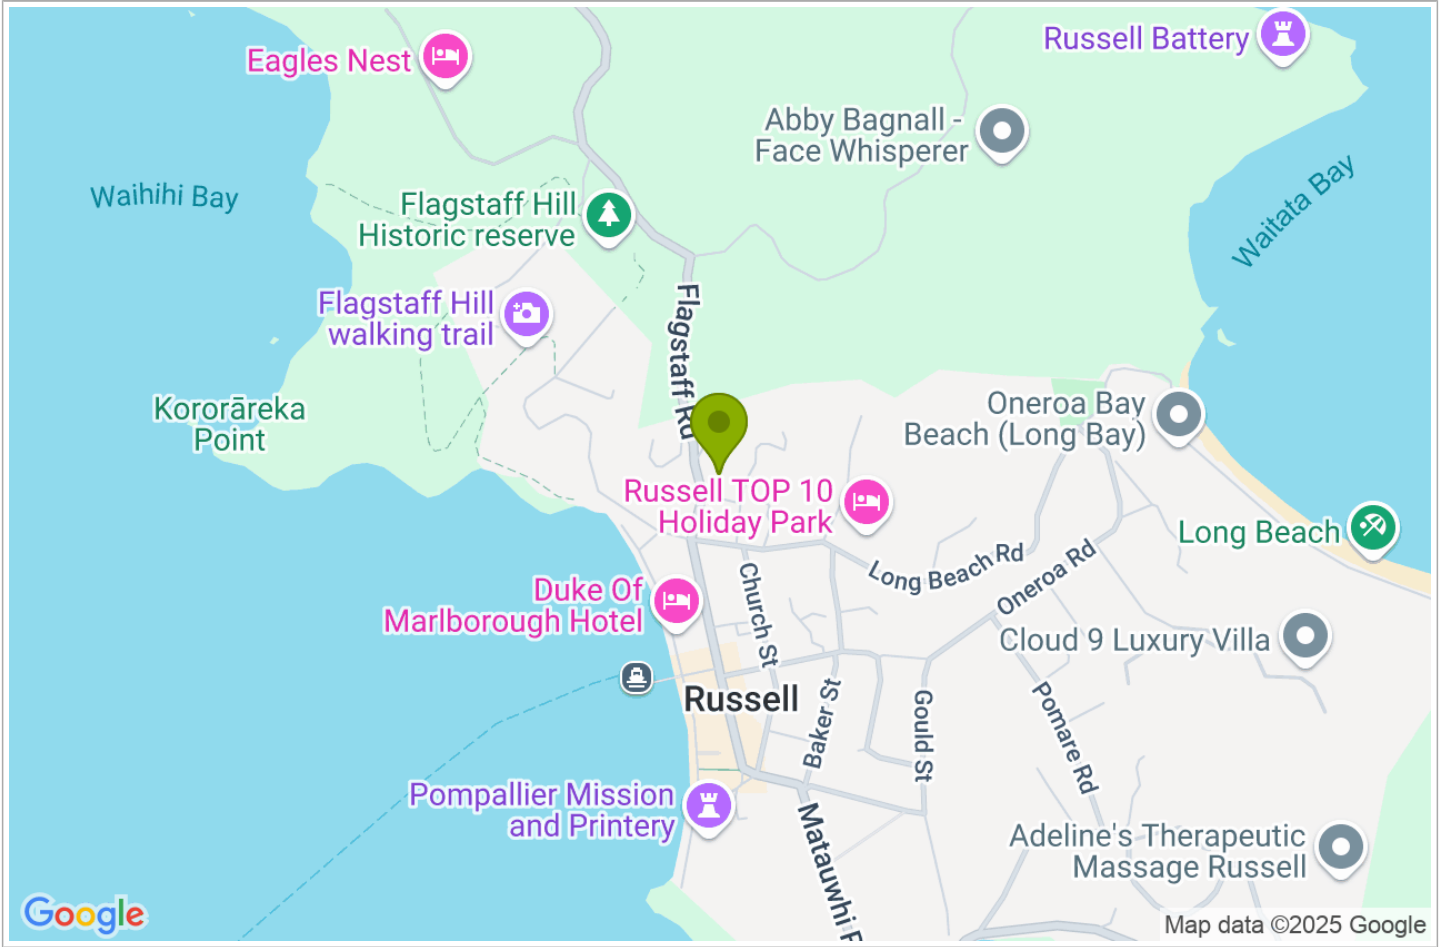 Russell Battery
Eagles Nest
Abby Bagnall -
Face Whisperer
Waihihi Bay
Waitata Bay
Flagstaff Hill
Historic reserve
Flagstaff Hill
walking trail
Flagstaff Rd
Kororāreka
Point
Oneroa Bay
Beach (Long Bay)
Russell TOP 10
Holiday Park
Long Beach
Long Beach Rd
Oneroa Rd
Duke Of
Marlborough Hotel
Church St
Cloud 9 Luxury Villa
Russell
Baker St
Gould St
Pomare Rd
Pompallier Mission
and Printery
Matauwhi
Adeline's Therapeutic
Massage Russell
Google
Map data ©2025 Google